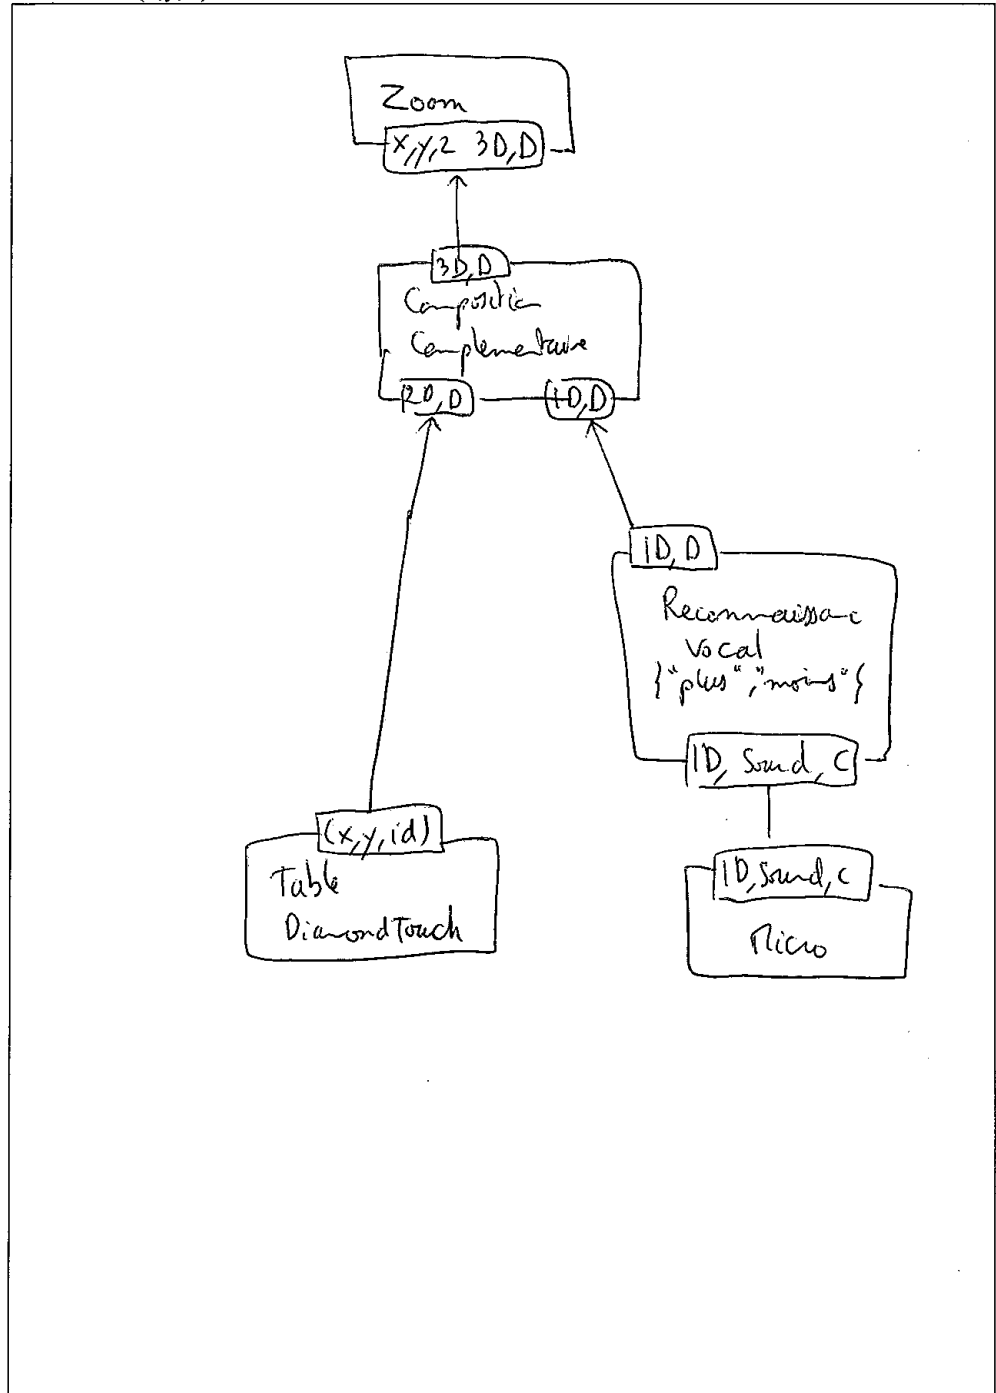 Zoom
x,y,z 3D,D
3D,D
Composition
Complementaire
2D,D
1D,D
1D,D
Reconnaissanc
Vocal
{"plus","moins"}
1D, Sound, C
(x,y,id)
Table
DiamondTouch
1D,Sound,C
Micro